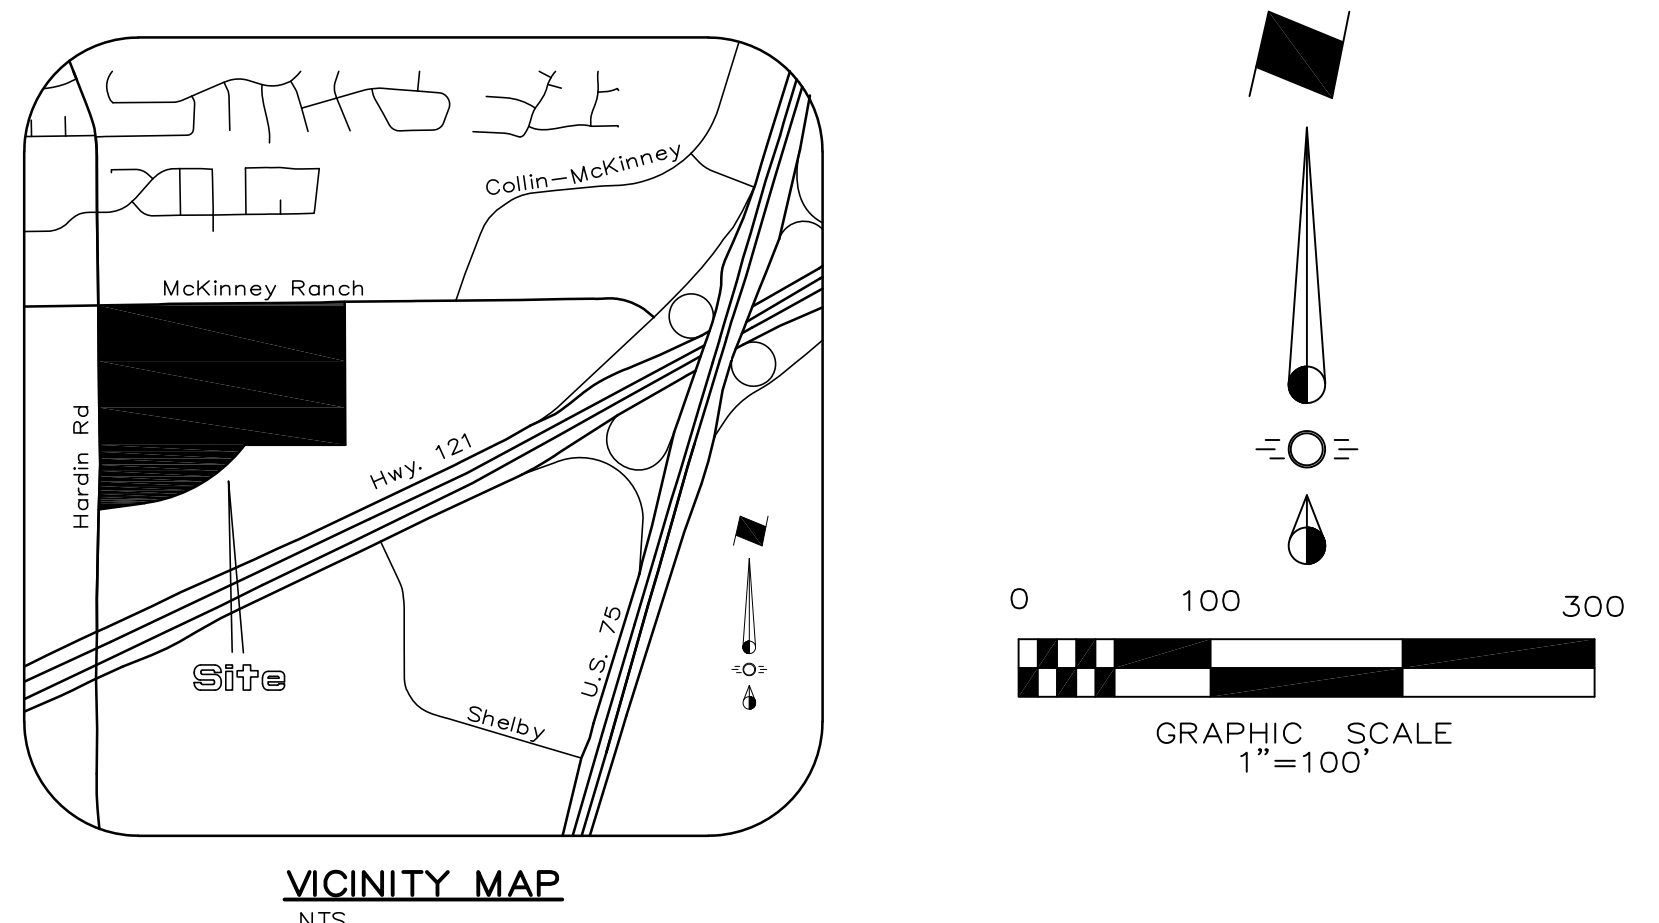 Collin-McKinney
McKinney Ranch
Hardin Rd
Hwy. 121
U.S. 75
Site
Shelby
VICINITY MAP
NTS
0 100 300
GRAPHIC SCALE
1"=100'